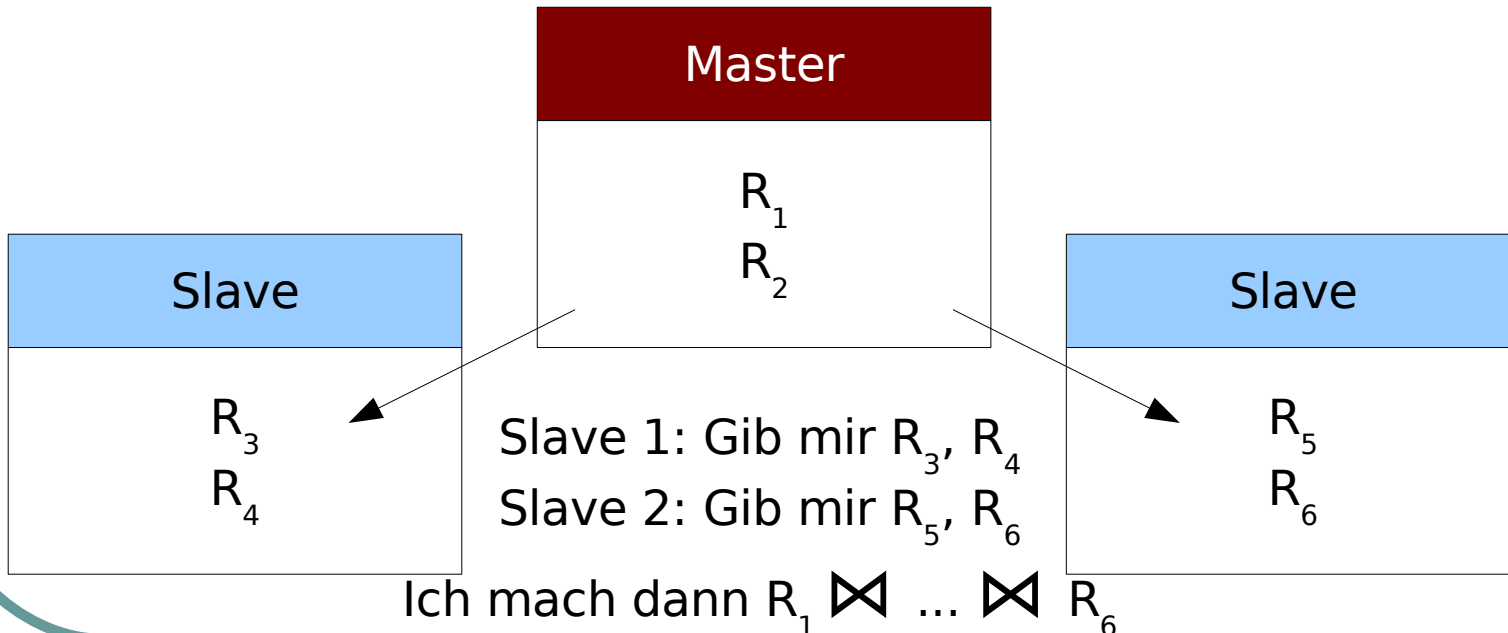 Master
R₁
R₂
Slave
R₃
R₄
Slave
R₅
R₆
Slave 1: Gib mir R₃, R₄
Slave 2: Gib mir R₅, R₆
Ich mach dann R₁ ⋈ ... ⋈ R₆